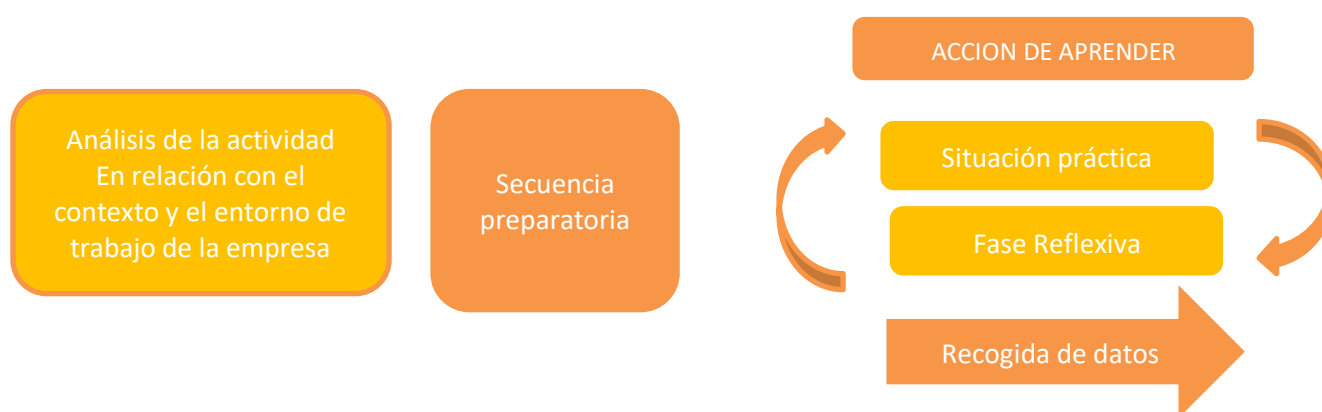 Análisis de la actividad
En relación con el
contexto y el entorno de
trabajo de la empresa
Secuencia
preparatoria
ACCION DE APRENDER
Situación práctica
Fase Reflexiva
Recogida de datos